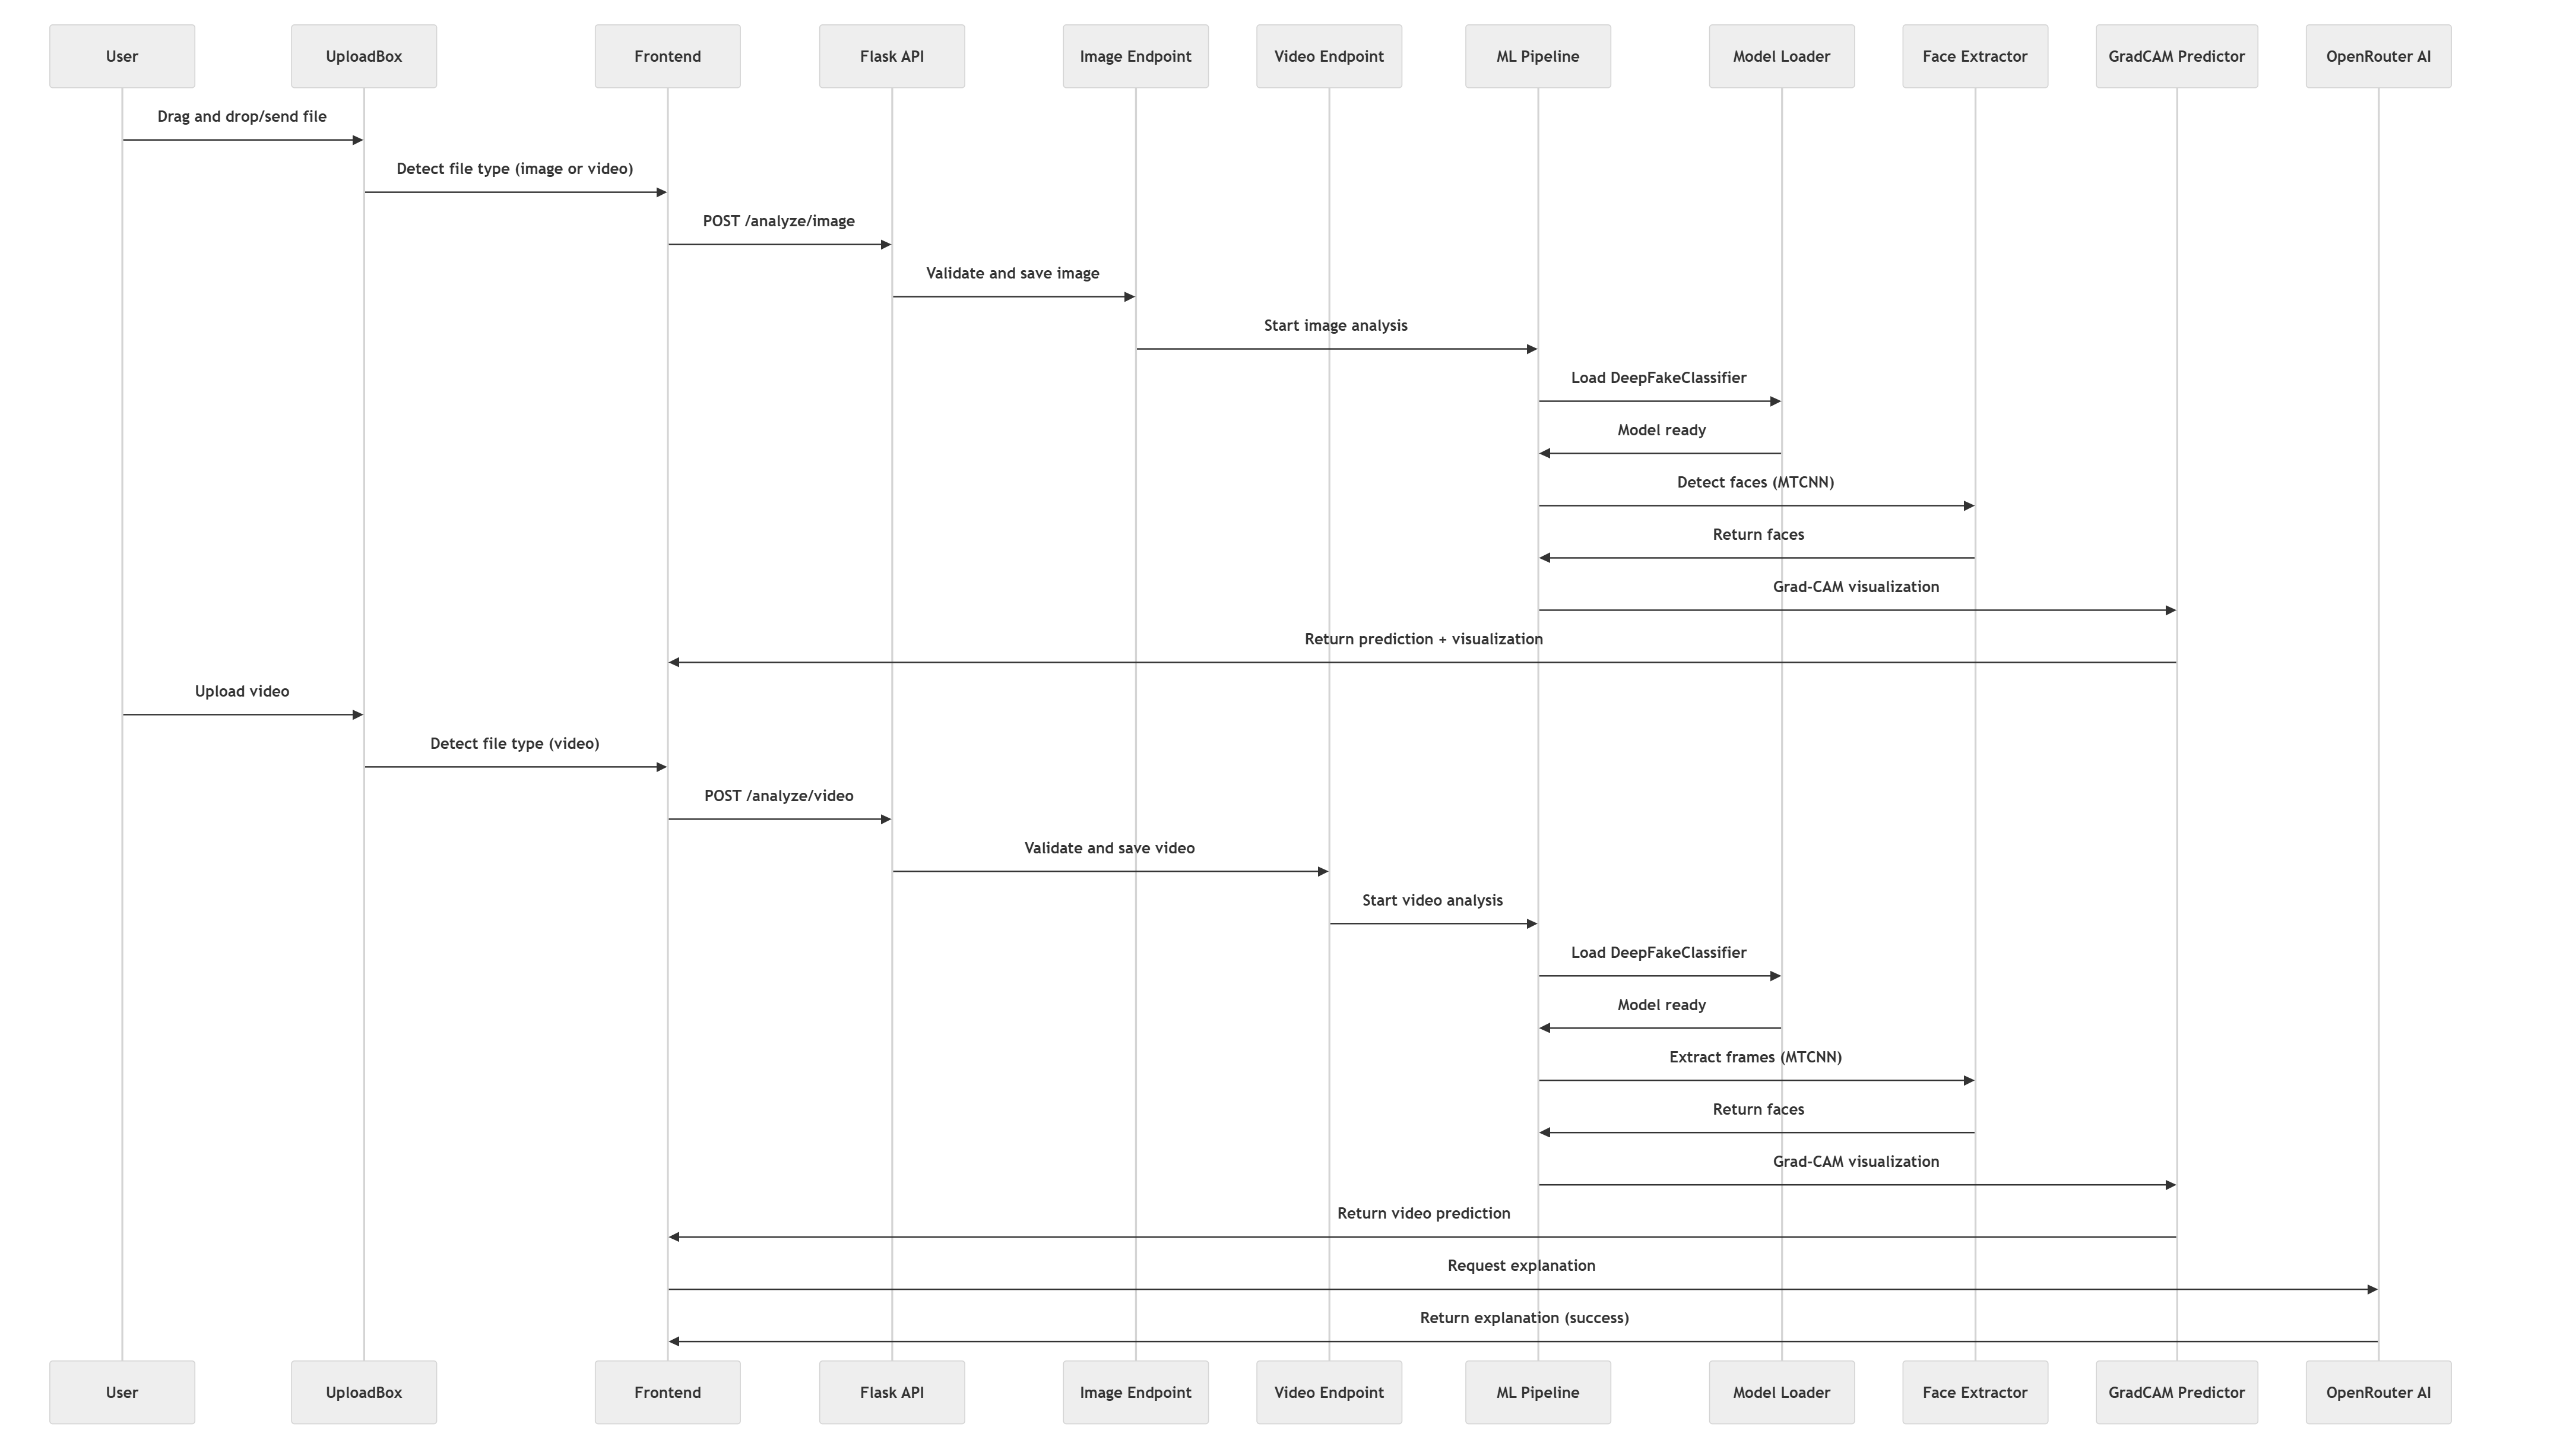 User
UploadBox
Frontend
Flask API
Image Endpoint
Video Endpoint
ML Pipeline
Model Loader
Face Extractor
GradCAM Predictor
OpenRouter AI
Drag and drop/send file
Detect file type (image or video)
POST /analyze/image
Validate and save image
Start image analysis
Load DeepFakeClassifier
Model ready
Detect faces (MTCNN)
Return faces
Grad-CAM visualization
Return prediction + visualization
Upload video
Detect file type (video)
POST /analyze/video
Validate and save video
Start video analysis
Load DeepFakeClassifier
Model ready
Extract frames (MTCNN)
Return faces
Grad-CAM visualization
Return video prediction
Request explanation
Return explanation (success)
User
UploadBox
Frontend
Flask API
Image Endpoint
Video Endpoint
ML Pipeline
Model Loader
Face Extractor
GradCAM Predictor
OpenRouter AI